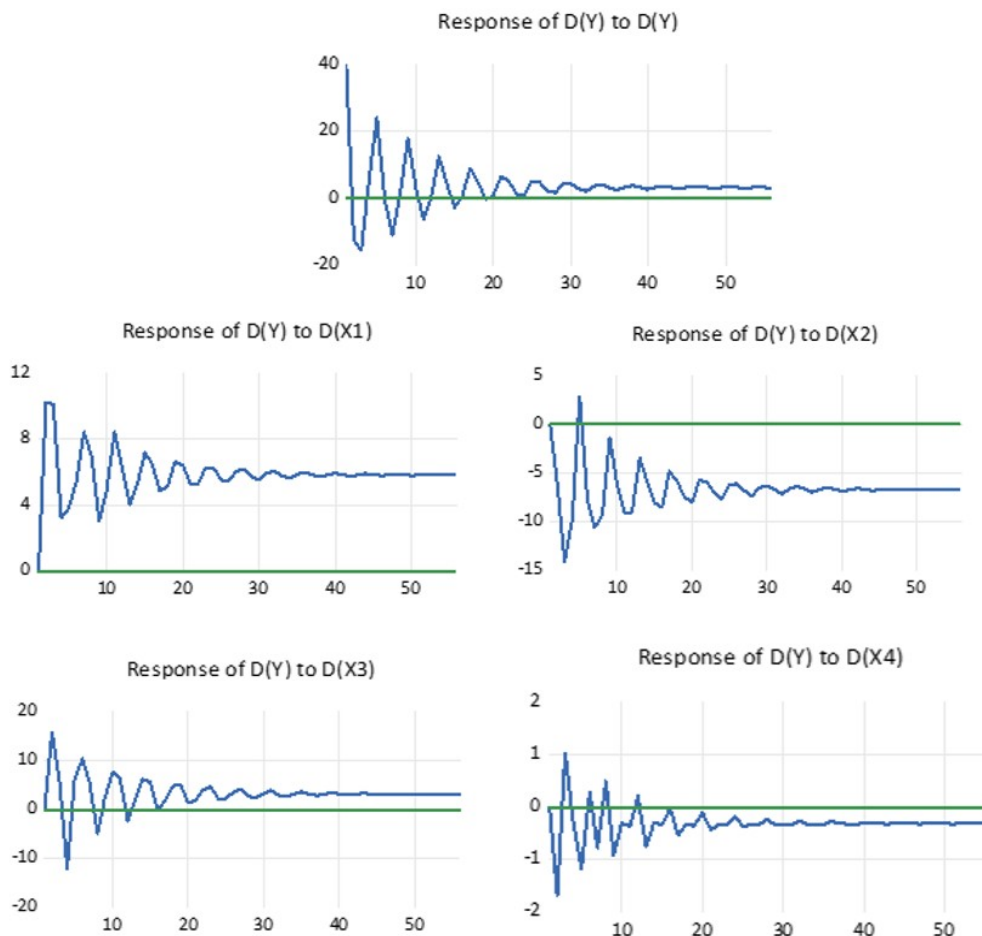 Response of D(Y) to D(Y)
40
20
0
-20
10 20 30 40 50
Response of D(Y) to D(X1)
12
8
4
0
10 20 30 40 50
Response of D(Y) to D(X2)
5
0
-5
-10
-15
10 20 30 40 50
Response of D(Y) to D(X3)
20
10
0
-10
-20
10 20 30 40 50
Response of D(Y) to D(X4)
2
1
0
-1
-2
10 20 30 40 50